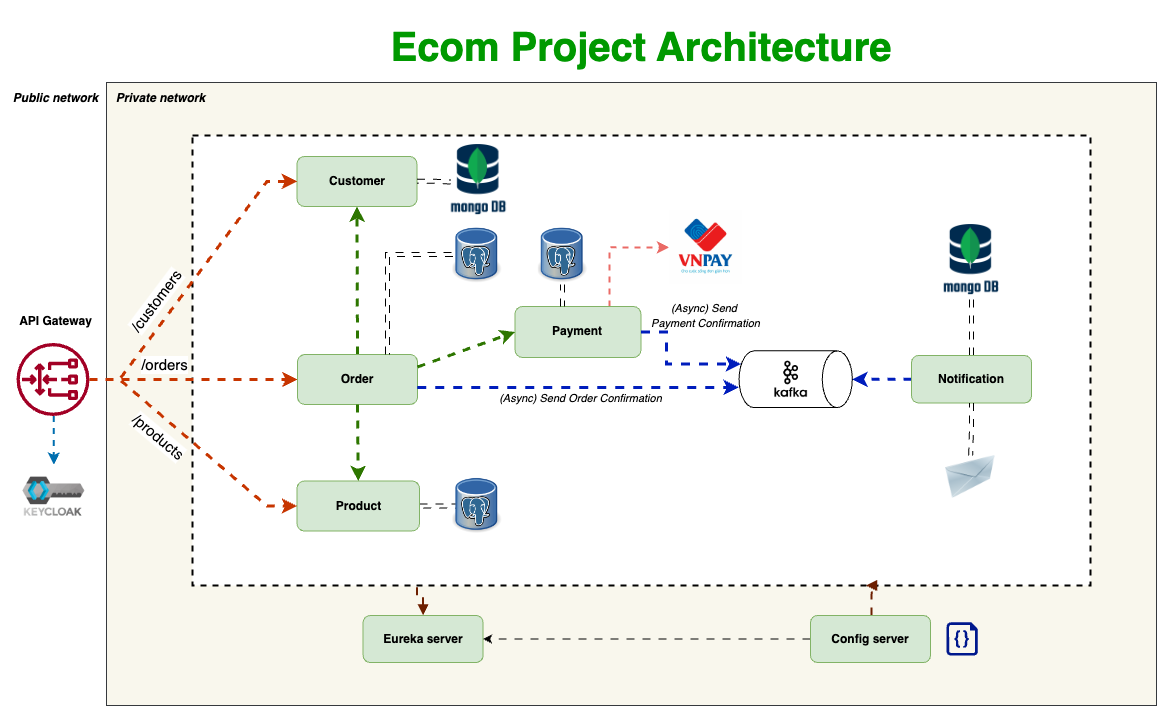 Ecom Project Architecture
Public network
Private network
Customer
mongo DB
/customers
VNPAY
mongo DB
API Gateway
(Async) Send
Payment Confirmation
Payment
/orders
Order
kafka
Notification
(Async) Send Order Confirmation
/products
KEYCLOAK
Product
Eureka server
Config server
{}